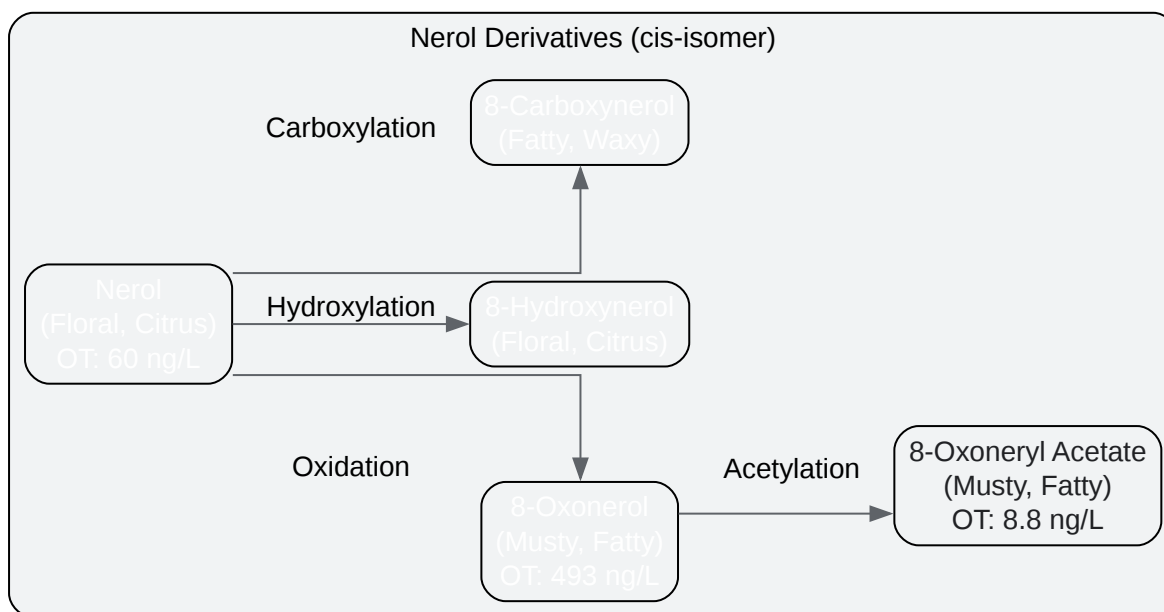 Nerol Derivatives (cis-isomer)
Carboxylation
8-Carboxynerol
(Fatty, Waxy)
Nerol
(Floral, Citrus)
OT: 60 ng/L
Hydroxylation
8-Hydroxynerol
(Floral, Citrus)
Oxidation
8-Oxonerol
(Musty, Fatty)
OT: 493 ng/L
Acetylation
8-Oxoneryl Acetate
(Musty, Fatty)
OT: 8.8 ng/L